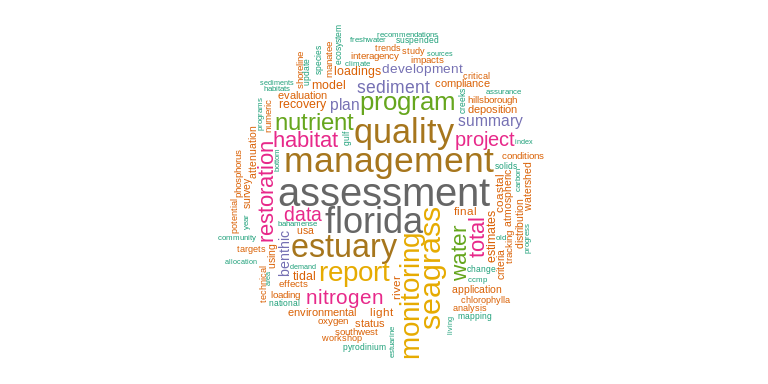 recommendations
freshwater
suspended
ecosystem
trends
study
sources
manatee
interagency
impacts
species
climate
loadings
development
shoreline
update
sediments
habitats
model
sediment
compliance
critical
assurance
evaluation
recovery
plan
program
creeks
hillsborough
deposition
programs
numeric
nutrient
quality
summary
gulf
habitat
project
index
attenuation
phosphorus
restoration
bottom
management
conditions
solids
carbon
watershed
survey
assessment
coastal
atmospheric
potential
year
bahamense
data
florida
seagrass
final
distribution
community
usa
water
total
estimates
old
progress
targets
using
benthic
estuary
monitoring
tracking
criteria
allocation
technical
area
demand
tidal
report
change
ccmp
effects
river
application
loading
national
nitrogen
chlorophylla
environmental
light
analysis
mapping
oxygen
status
living
southwest
workshop
estuarine
pyrodinium